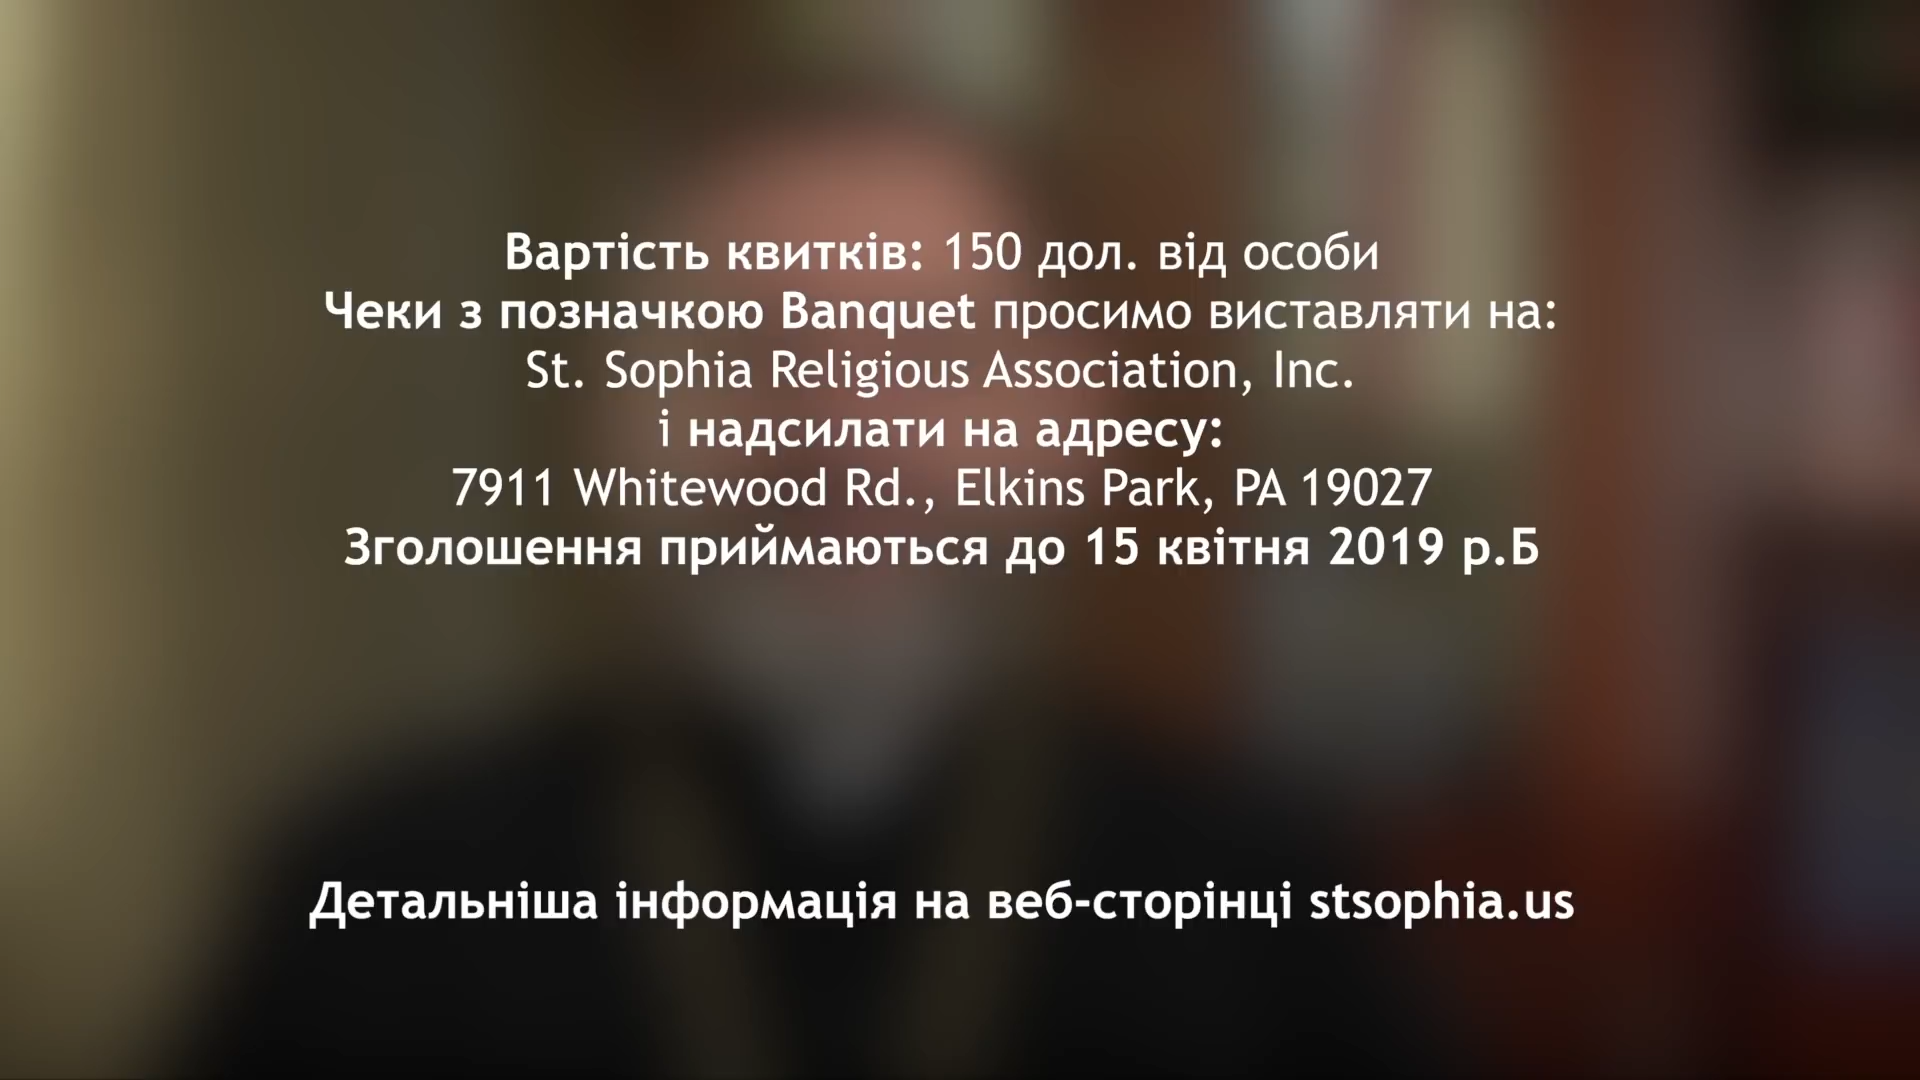 Вартість квитків: 150 дол. від особи
Чеки з позначкою Banquet просимо виставляти на:
St. Sophia Religious Association, Inc.
і надсилати на адресу:
7911 Whitewood Rd., Elkins Park, PA 19027
Зголошення приймаються до 15 квітня 2019 р.Б
Детальніша інформація на веб-сторінці stsophia.us